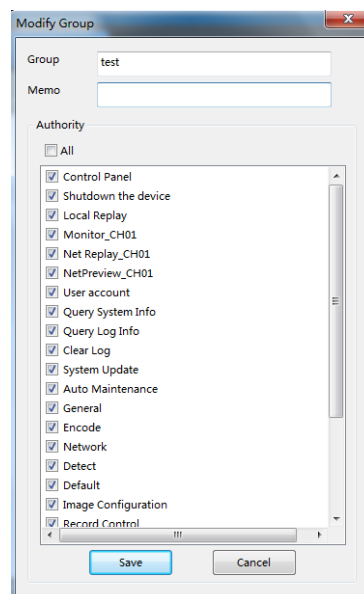 Modify Group
Group test
Memo
Authority
All
Control Panel
Shutdown the device
Local Replay
Monitor_CH01
Net Replay_CH01
NetPreview_CH01
User account
Query System Info
Query Log Info
Clear Log
System Update
Auto Maintenance
General
Encode
Network
Detect
Default
Image Configuration
Record Control
Save Cancel